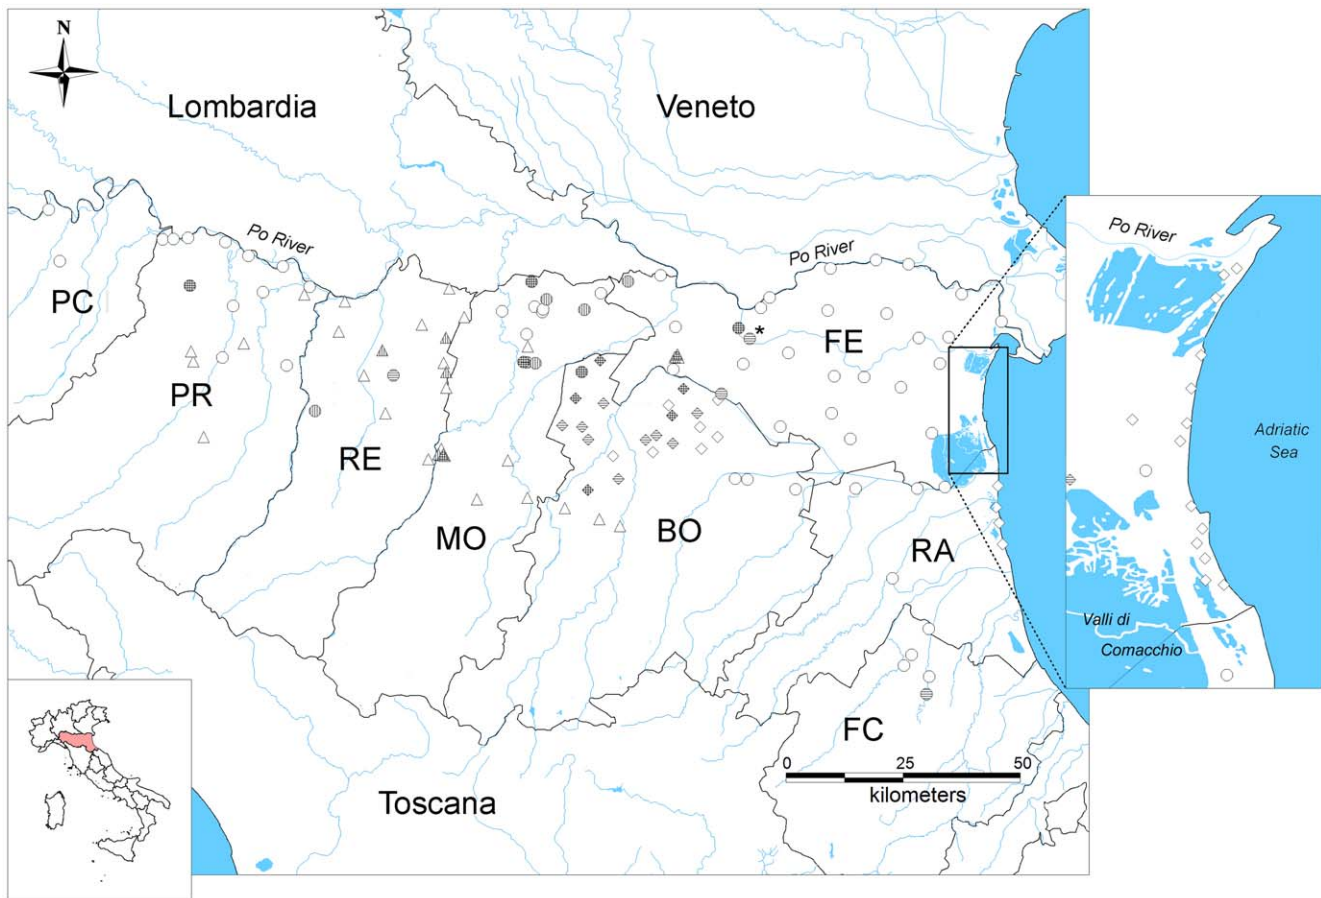 N
Lombardia
Veneto
Po River
Po River
Po River
PC
*
FE
PR
RE
Adriatic
Sea
MO
BO
RA
Valli di
Comacchio
FC
0 25 50
kilometers
Toscana